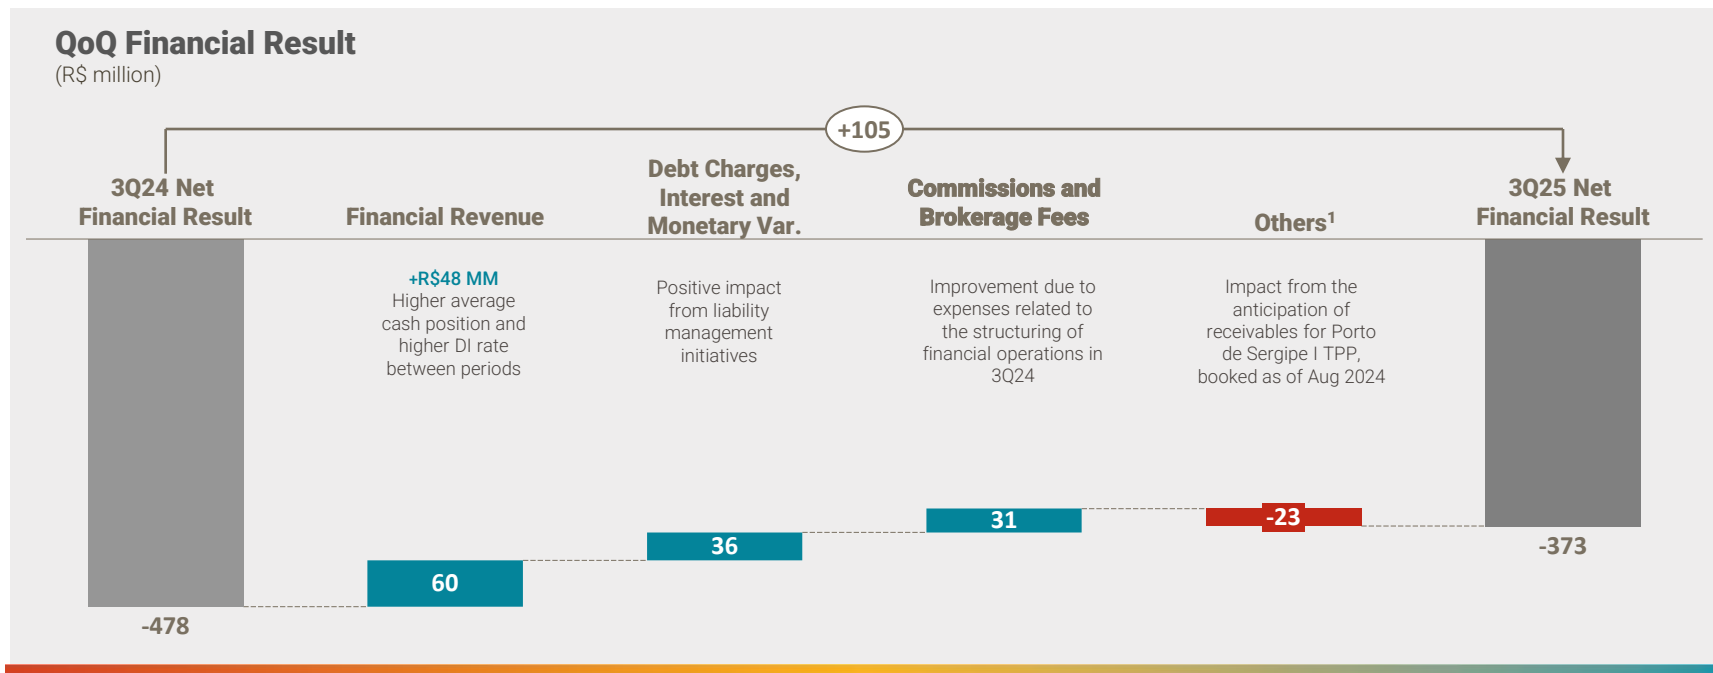 QoQ Financial Result
(R$ million)
+105
3Q24 Net
Financial Result
Financial Revenue
Debt Charges,
Interest and
Monetary Var.
Commissions and
Brokerage Fees
Others¹
3Q25 Net
Financial Result
+R$48 MM
Higher average
cash position and
higher DI rate
between periods
Positive impact
from liability
management
initiatives
Improvement due to
expenses related to
the structuring of
financial operations in
3Q24
Impact from the
anticipation of
receivables for Porto
de Sergipe I TPP,
booked as of Aug 2024
-478
60
36
31
-23
-373